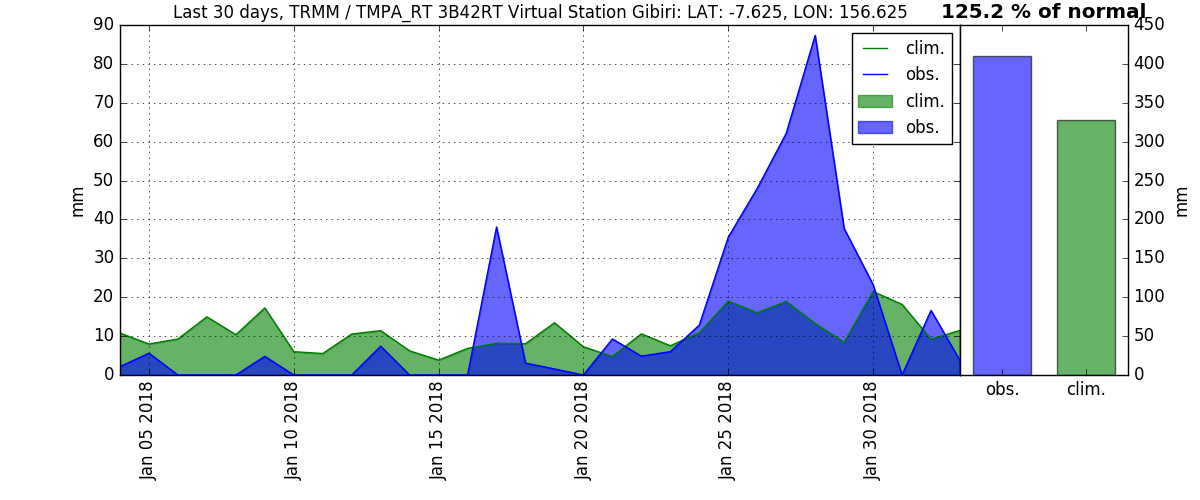 Last 30 days, TRMM / TMPA_RT 3B42RT Virtual Station Gibiri: LAT: -7.625, LON: 156.625
125.2 % of normal
90
80
70
60
50
40
30
20
10
0
mm
clim.
obs.
clim.
obs.
Jan 05 2018
Jan 10 2018
Jan 15 2018
Jan 20 2018
Jan 25 2018
Jan 30 2018
450
400
350
300
250
200
150
100
50
0
mm
obs.
clim.